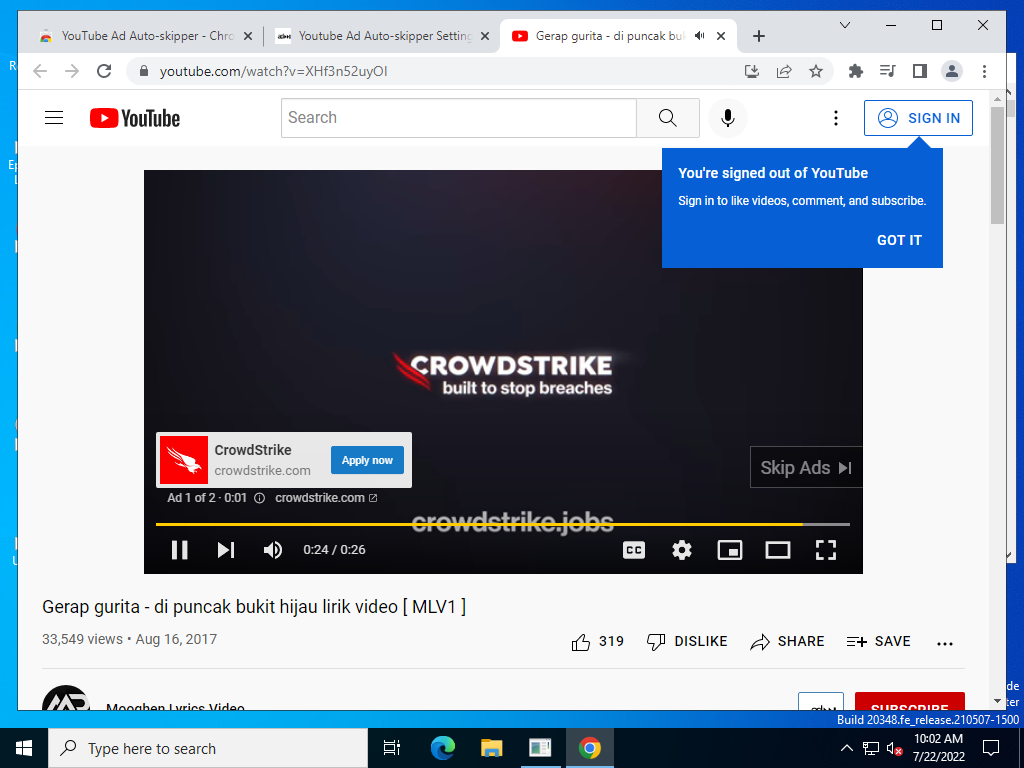 YouTube Ad Auto-skipper - Chro
Youtube Ad Auto-skipper Setting
Gerap gurita - di puncak buk
youtube.com/watch?v=XHf3n52uyOI
YouTube
Search
SIGN IN
You're signed out of YouTube
Sign in to like videos, comment, and subscribe.
GOT IT
CROWDSTRIKE
built to stop breaches
CrowdStrike
crowdstrike.com
Apply now
Skip Ads
Ad 1 of 2 · 0:01
crowdstrike.com
crowdstrike.jobs
0:24 / 0:26
CC
Gerap gurita - di puncak bukit hijau lirik video [ MLV1 ]
33,549 views • Aug 16, 2017
319
DISLIKE
SHARE
SAVE
Mooghen Lyrics Video
SUBSCRIBE
Build 20348.fe_release.210507-1500
Type here to search
10:02 AM
7/22/2022